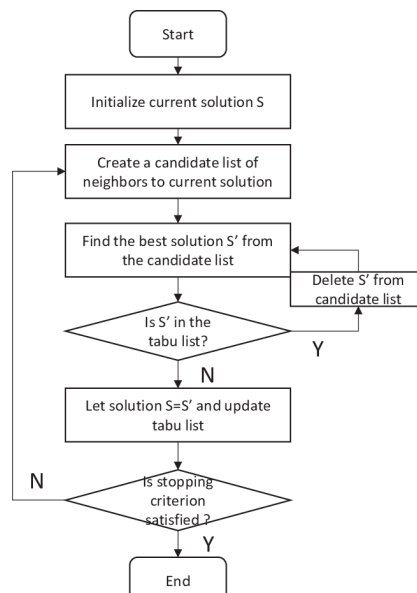 Start
Initialize current solution S
Create a candidate list of
neighbors to current solution
Find the best solution S' from
the candidate list
Delete S' from
candidate list
Is S' in the
tabu list?
Y
N
Let solution S=S' and update
tabu list
N
Is stopping
criterion
satisfied ?
Y
End